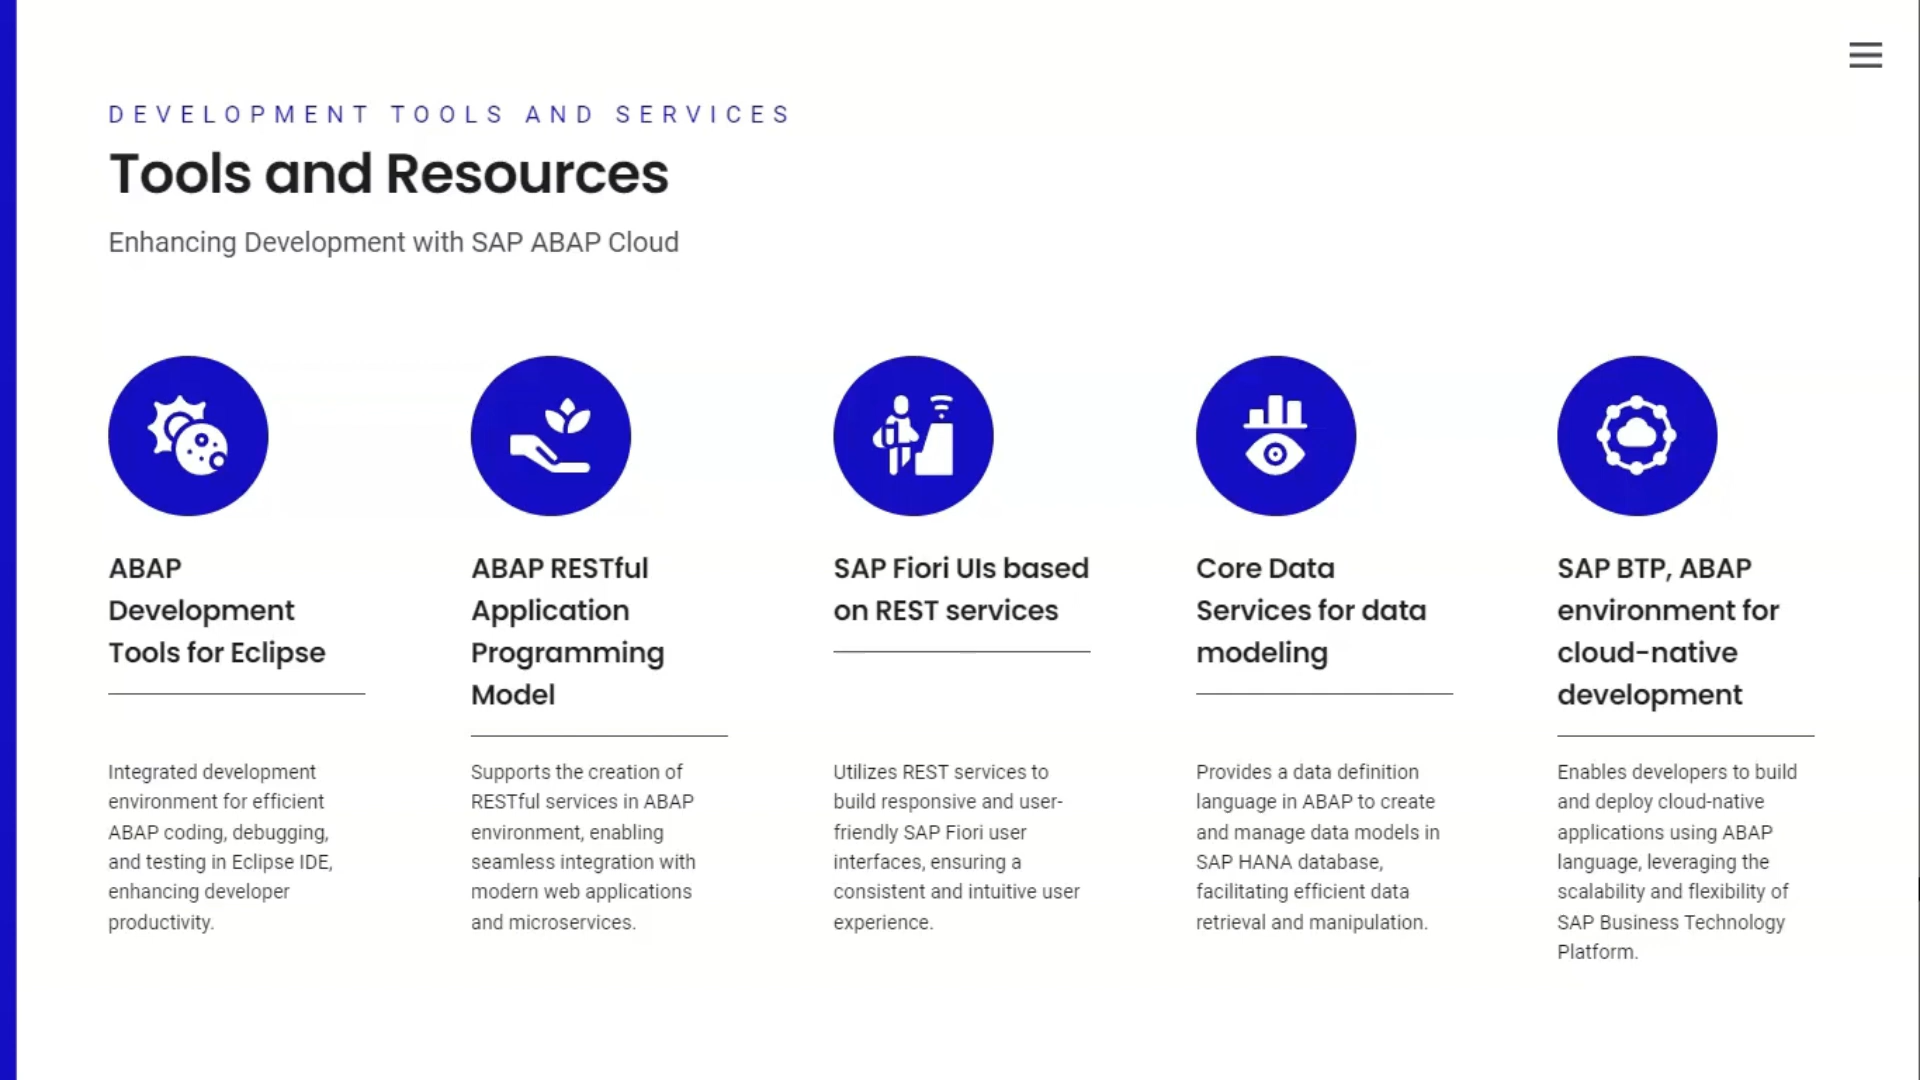 DEVELOPMENT TOOLS AND SERVICES
Tools and Resources
Enhancing Development with SAP ABAP Cloud
ABAP
Development
Tools for Eclipse
Integrated development
environment for efficient
ABAP coding, debugging,
and testing in Eclipse IDE,
enhancing developer
productivity.
ABAP RESTful
Application
Programming
Model
Supports the creation of
RESTful services in ABAP
environment, enabling
seamless integration with
modern web applications
and microservices.
SAP Fiori UIs based
on REST services
Utilizes REST services to
build responsive and user-
friendly SAP Fiori user
interfaces, ensuring a
consistent and intuitive user
experience.
Core Data
Services for data
modeling
Provides a data definition
language in ABAP to create
and manage data models in
SAP HANA database,
facilitating efficient data
retrieval and manipulation.
SAP BTP, ABAP
environment for
cloud-native
development
Enables developers to build
and deploy cloud-native
applications using ABAP
language, leveraging the
scalability and flexibility of
SAP Business Technology
Platform.